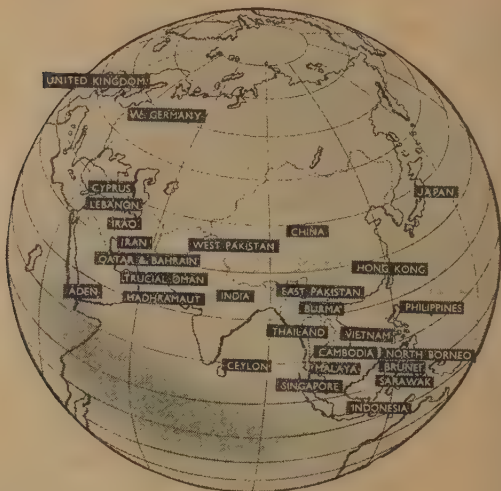 UNITED KINGDOM
W. GERMANY
CYPRUS
LEBANON
IRAQ
IRAN
QATAR & BAHRAIN
TRUCIAL OMAN
ADEN
HADHRAMAUT
WEST PAKISTAN
INDIA
CEYLON
CHINA
JAPAN
HONG KONG
EAST PAKISTAN
BURMA
PHILIPPINES
THAILAND
VIETNAM
CAMBODIA
NORTH BORNEO
MALAYA
BRUNEI
SINGAPORE
SARAWAK
INDONESIA